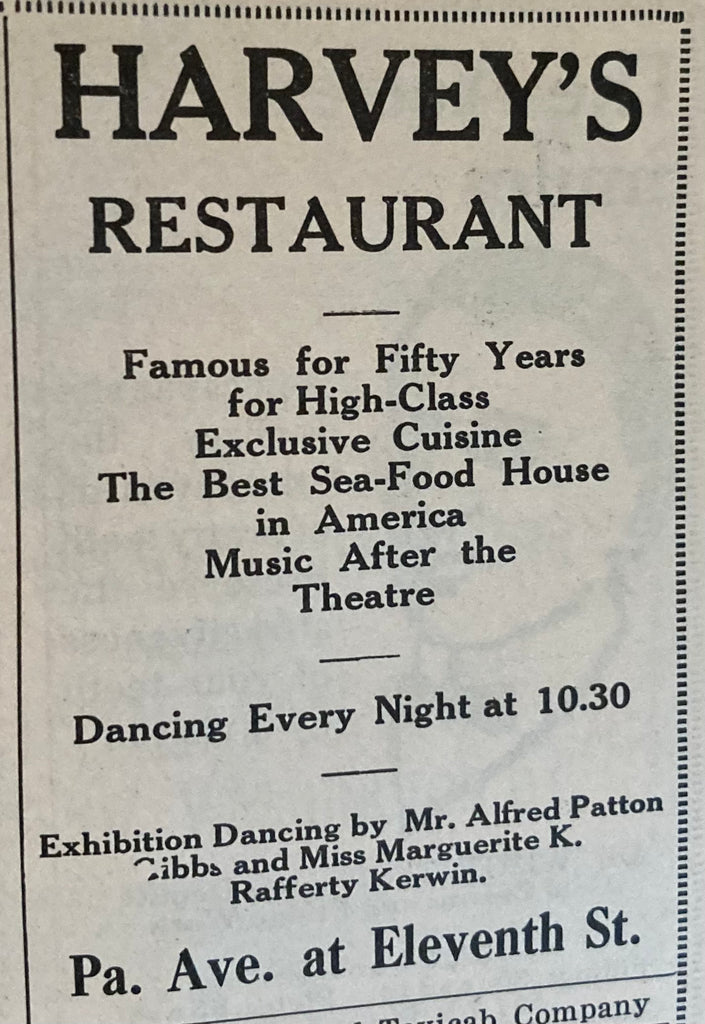 HARVEY'S
RESTAURANT
Famous for Fifty Years
for High-Class
Exclusive Cuisine
The Best Sea-Food House
in America
Music After the
Theatre
Dancing Every Night at 10.30
Exhibition Dancing by Mr. Alfred Patton
Gibbs and Miss Marguerite K.
Rafferty Kerwin.
Pa. Ave. at Eleventh St.
Taxicab Company